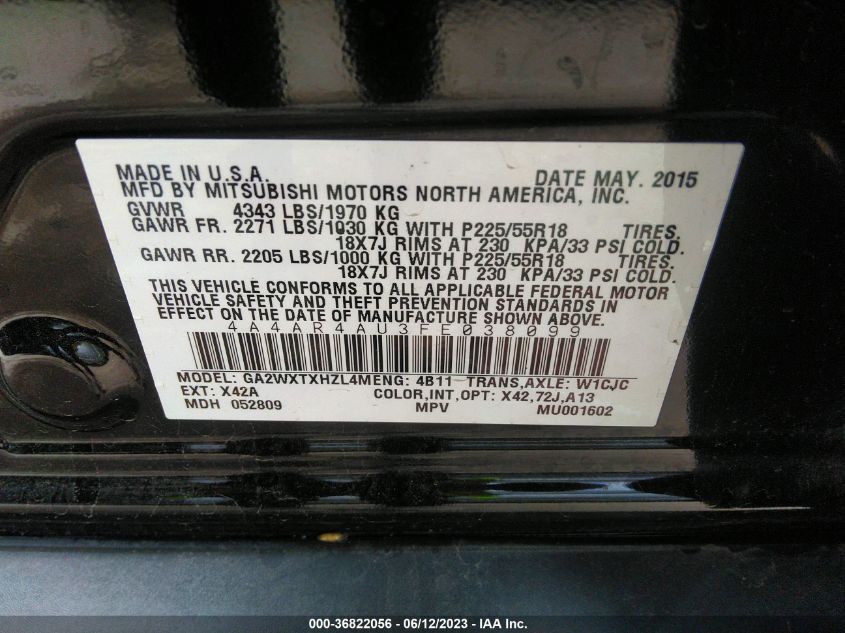 MADE IN U.S.A. DATE MAY. 2015
MFD BY MITSUBISHI MOTORS NORTH AMERICA, INC.
GVWR 4343 LBS/1970 KG
GAWR FR. 2271 LBS/1030 KG WITH P225/55R18 TIRES.
18X7J RIMS AT 230 KPA/33 PSI COLD.
GAWR RR. 2205 LBS/1000 KG WITH P225/55R18 TIRES.
18X7J RIMS AT 230 KPA/33 PSI COLD.
THIS VEHICLE CONFORMS TO ALL APPLICABLE FEDERAL MOTOR
VEHICLE SAFETY AND THEFT PREVENTION STANDARDS IN
EFFECT ON THE DATE OF MANUFACTURE SHOWN ABOVE.
4A4AR4AU3FE038099
MODEL: GA2WXTXHZL4MENG: 4B11 TRANS,AXLE: W1CJC
EXT: X42A COLOR,INT,OPT: X42,72J,A13
MDH 052809 MPV MU001602
000-36822056 - 06/12/2023 - IAA Inc.